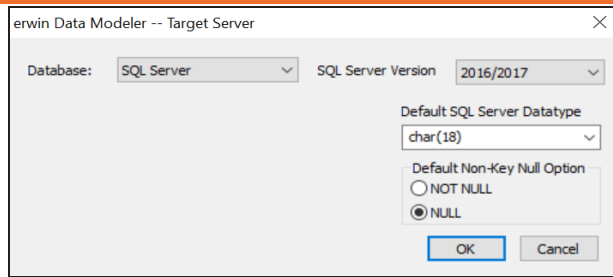 erwin Data Modeler -- Target Server
Database: SQL Server SQL Server Version 2016/2017
Default SQL Server Datatype
char(18)
Default Non-Key Null Option
NOT NULL
NULL
OK Cancel